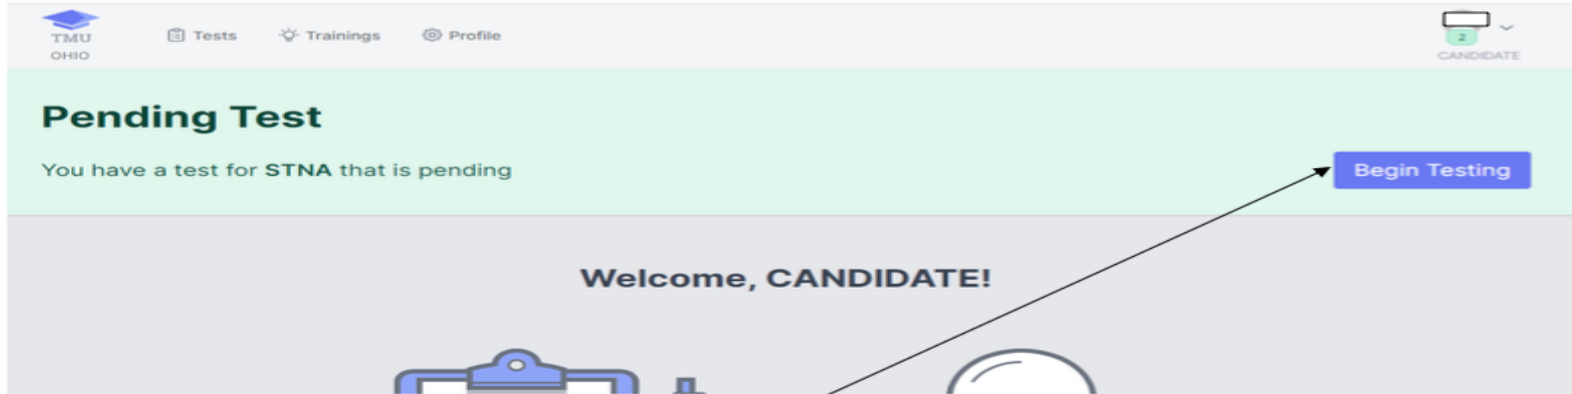 TMU
OHIO
Tests
Trainings
Profile
2
CANDIDATE
Pending Test
You have a test for STNA that is pending
Begin Testing
Welcome, CANDIDATE!